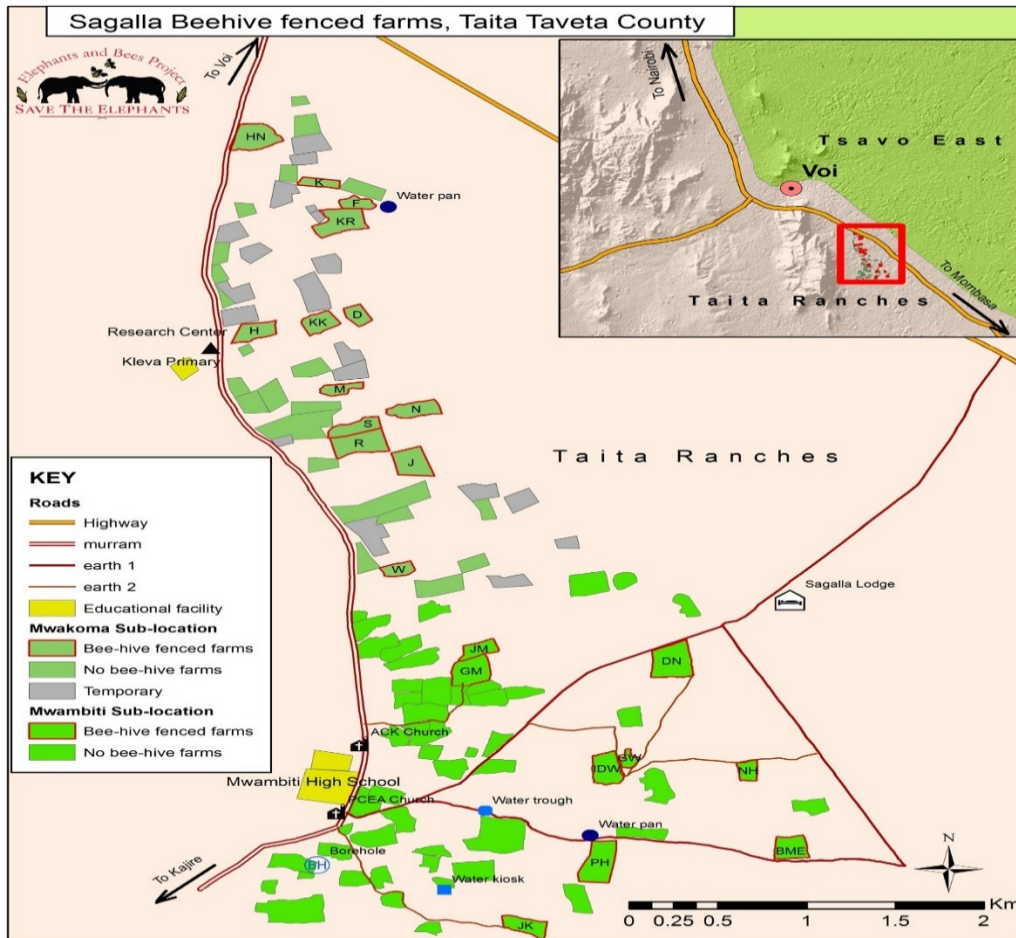 Sagalla Beehive fenced farms, Taita Taveta County
Elephants and Bees Project
SAVE THE ELEPHANTS
To Voi
To Nairobi
Tsavo East
Voi
To Mombasa
Taita Ranches
HN
K
F
Water pan
KR
D
KK
H
Research Center
Kleva Primary
M
N
S
R
J
Taita Ranches
W
KEY
Roads
Highway
murram
earth 1
earth 2
Educational facility
Mwakoma Sub-location
Bee-hive fenced farms
No bee-hive farms
Temporary
Mwambiti Sub-location
Bee-hive fenced farms
No bee-hive farms
Sagalla Lodge
JM
GM
DN
ACK Church
IDW
NH
Mwambiti High School
PCEA Church
Water trough
Water pan
Borehole
BH
PH
BME
Water kiosk
To Kajire
JK
N
Km
0 0.25 0.5 1 1.5 2